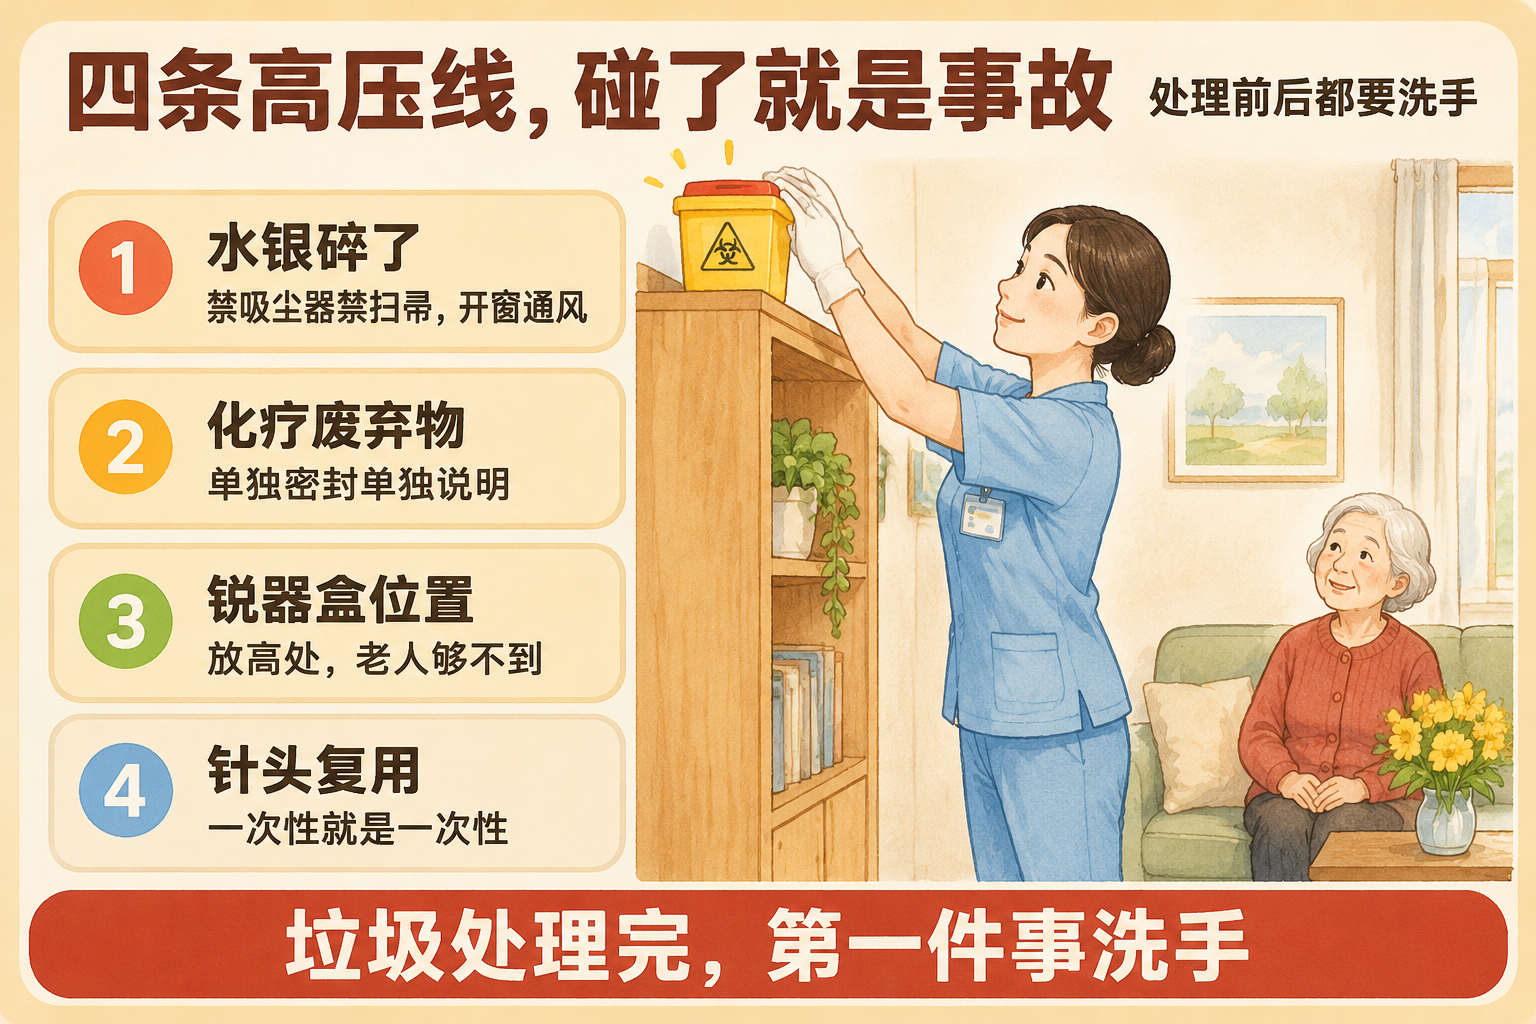 四条高压线，碰了就是事故
处理前后都要洗手
1
水银碎了
禁吸尘器禁扫帚，开窗通风
2
化疗废弃物
单独密封单独说明
3
锐器盒位置
放高处，老人够不到
4
针头复用
一次性就是一次性
垃圾处理完，第一件事洗手